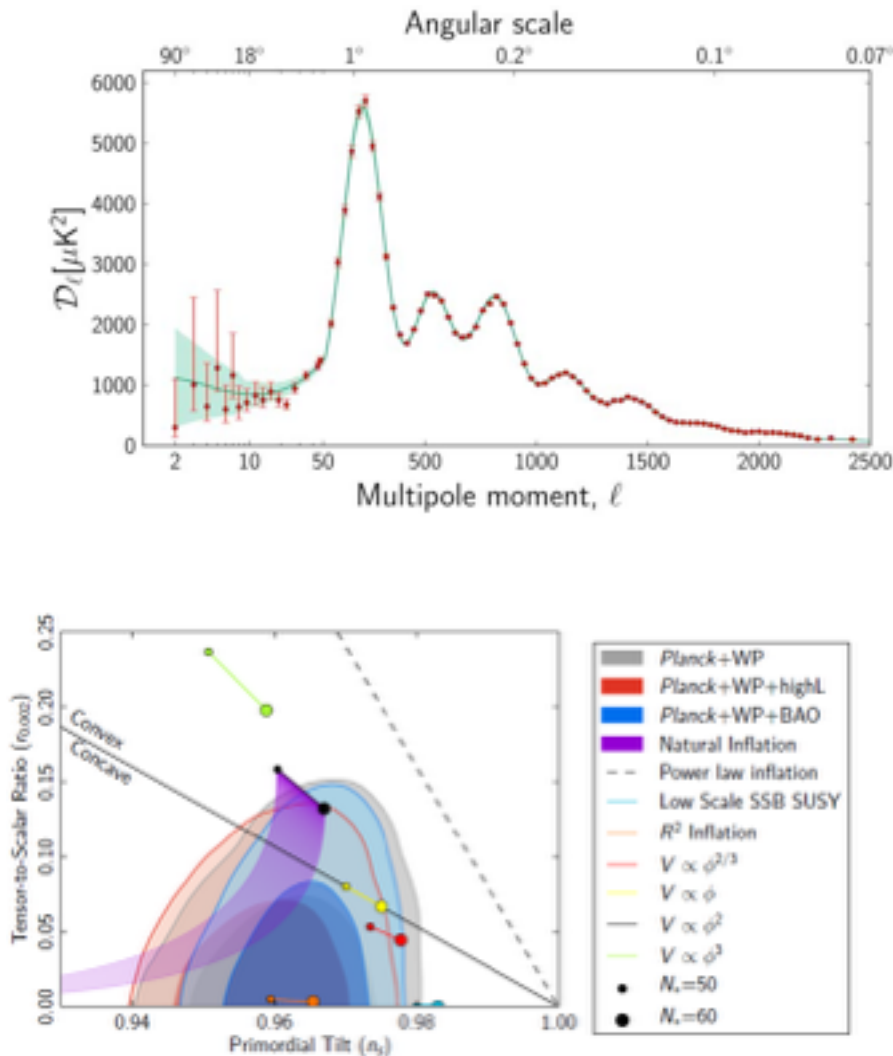 Angular scale
90° 18° 1° 0.2° 0.1° 0.07°
6000
5000
4000
3000
2000
1000
0
𝒟ℓ[μK²]
2 10 50 500 1000 1500 2000 2500
Multipole moment, ℓ
0.25
0.20
0.15
0.10
0.05
0.00
Tensor-to-Scalar Ratio (r₀.₀₀₂)
Convex
Concave
0.94 0.96 0.98 1.00
Primordial Tilt (nₛ)
Planck+WP
Planck+WP+highL
Planck+WP+BAO
Natural Inflation
Power law inflation
Low Scale SSB SUSY
R² Inflation
V ∝ ϕ²ᐟ³
V ∝ ϕ
V ∝ ϕ²
V ∝ ϕ³
N*=50
N*=60